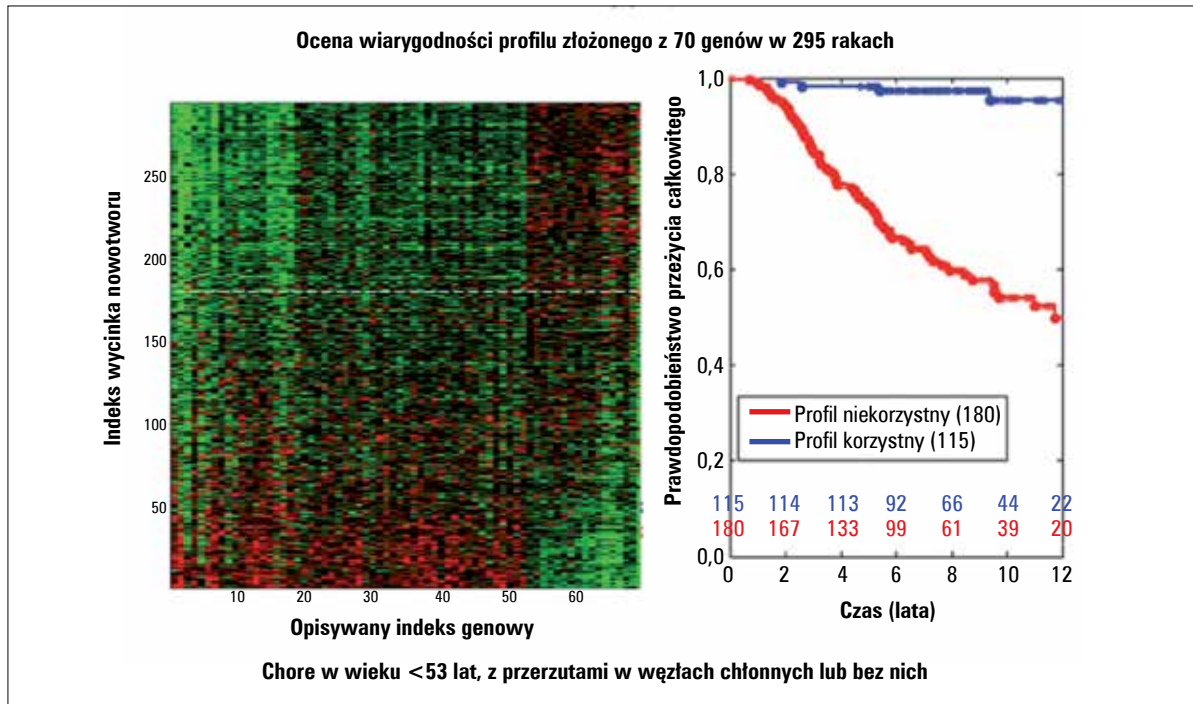 Ocena wiarygodności profilu złożonego z 70 genów w 295 rakach
Indeks wycinka nowotworu
250
200
150
100
50
10 20 30 40 50 60
Opisywany indeks genowy
Prawdopodobieństwo przeżycia całkowitego
1,0
0,8
0,6
0,4
0,2
0,0
Profil niekorzystny (180)
Profil korzystny (115)
115 114 113 92 66 44 22
180 167 133 99 61 39 20
0 2 4 6 8 10 12
Czas (lata)
Chore w wieku <53 lat, z przerzutami w węzłach chłonnych lub bez nich